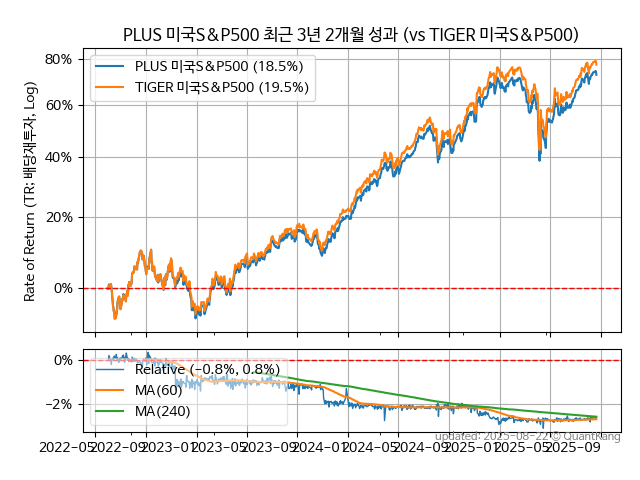 PLUS 미국S&P500 최근 3년 2개월 성과 (vs TIGER 미국S&P500)
Rate of Return (TR: 배당재투자, Log)
80%
60%
40%
20%
0%
PLUS 미국S&P500 (18.5%)
TIGER 미국S&P500 (19.5%)
0%
−2%
Relative (−0.8%, 0.8%)
MA(60)
MA(240)
2022-05 2022-09 2023-01 2023-05 2023-09 2024-01 2024-05 2024-09 2025-01 2025-05 2025-09
updated: 2025-08-22 © QuantKang